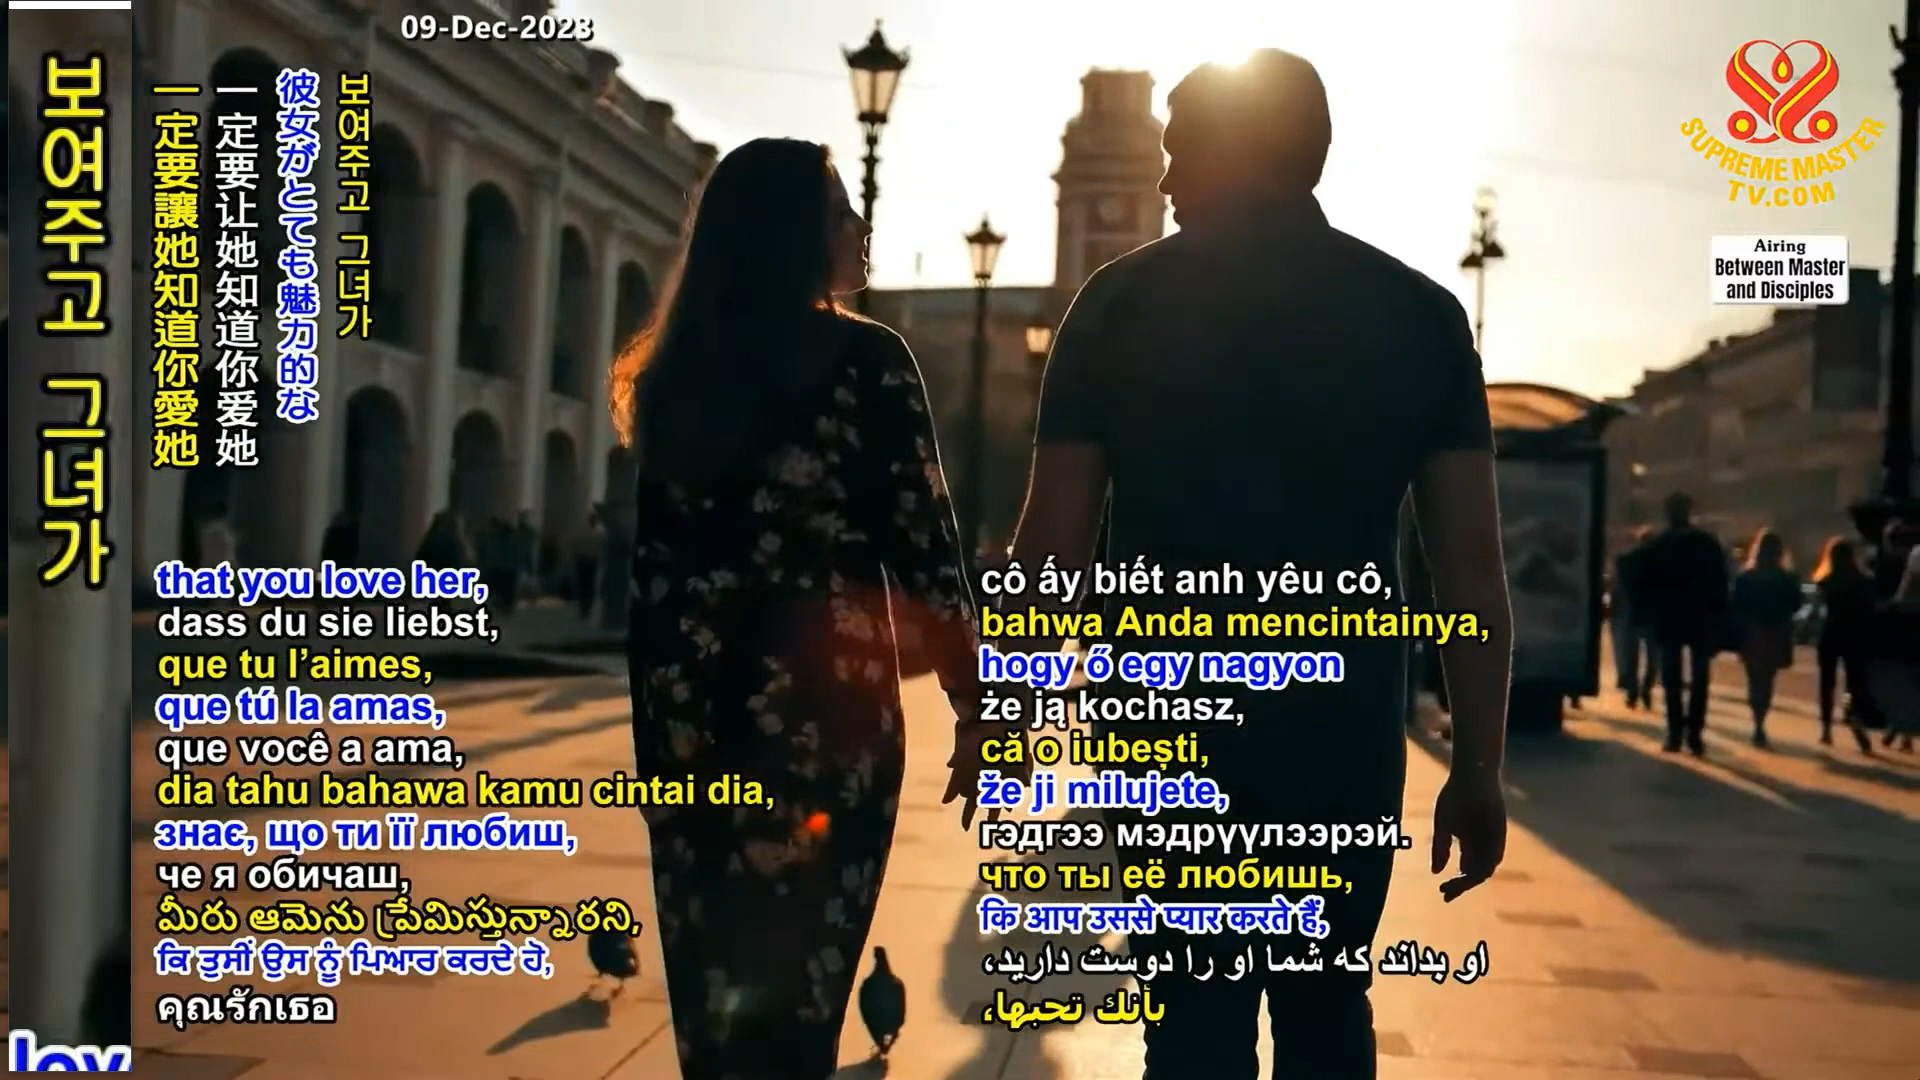 09-Dec-2023
보여주고 그녀가
보여주고 그녀가
彼女がとても魅力的な
一定要让她知道你爱她
一定要讓她知道你愛她
SUPREME MASTER
TV.COM
Airing
Between Master
and Disciples
that you love her,
dass du sie liebst,
que tu l’aimes,
que tú la amas,
que você a ama,
dia tahu bahawa kamu cintai dia,
знає, що ти її любиш,
че я обичаш,
మీరు ఆమెను ప్రేమిస్తున్నారని,
ਕਿ ਤੁਸੀਂ ਉਸ ਨੂੰ ਪਿਆਰ ਕਰਦੇ ਹੋ,
คุณรักเธอ
cô ấy biết anh yêu cô,
bahwa Anda mencintainya,
hogy ő egy nagyon
że ją kochasz,
că o iubești,
že ji milujete,
гэдгээ мэдрүүлээрэй.
что ты её любишь,
कि आप उससे प्यार करते हैं,
او بداند که شما او را دوست دارید،
بأنك تحبها،